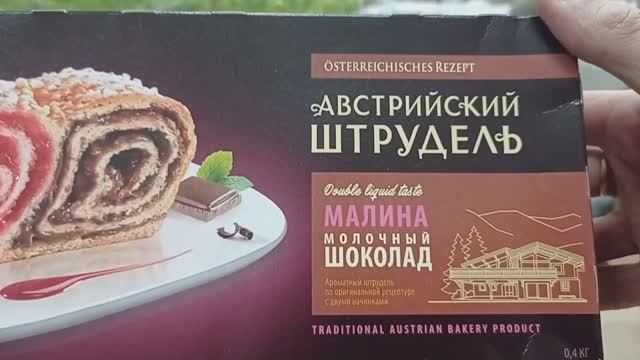 ÖSTERREICHISCHES REZEPT
АВСТРИЙСКИЙ
ШТРУДЕЛЬ
Double liquid taste
МАЛИНА
МОЛОЧНЫЙ
ШОКОЛАД
Ароматный штрудель
по оригинальной рецептуре
с двумя начинками
TRADITIONAL AUSTRIAN BAKERY PRODUCT
0,4 КГ